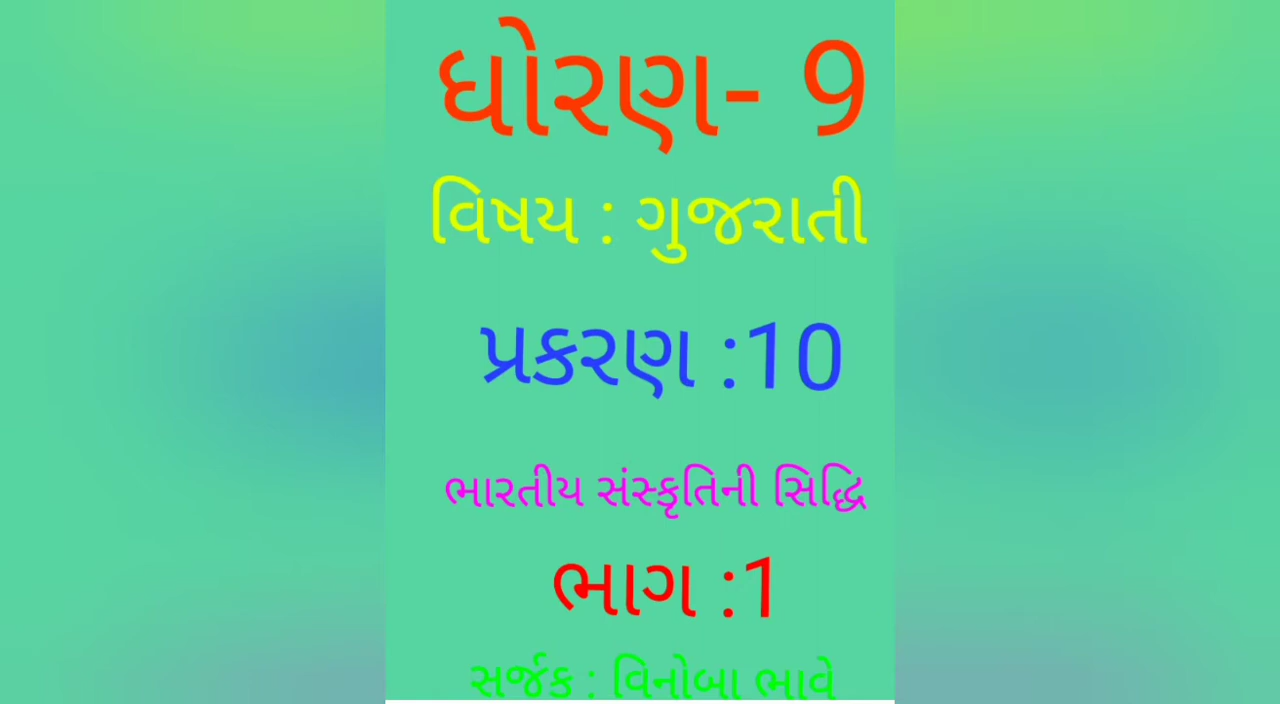 ધોરણ- 9
વિષય : ગુજરાતી
પ્રકરણ :10
ભારતીય સંસ્કૃતિની સિદ્ધિ
ભાગ :1
સર્જક : વિનોબા ભાવે